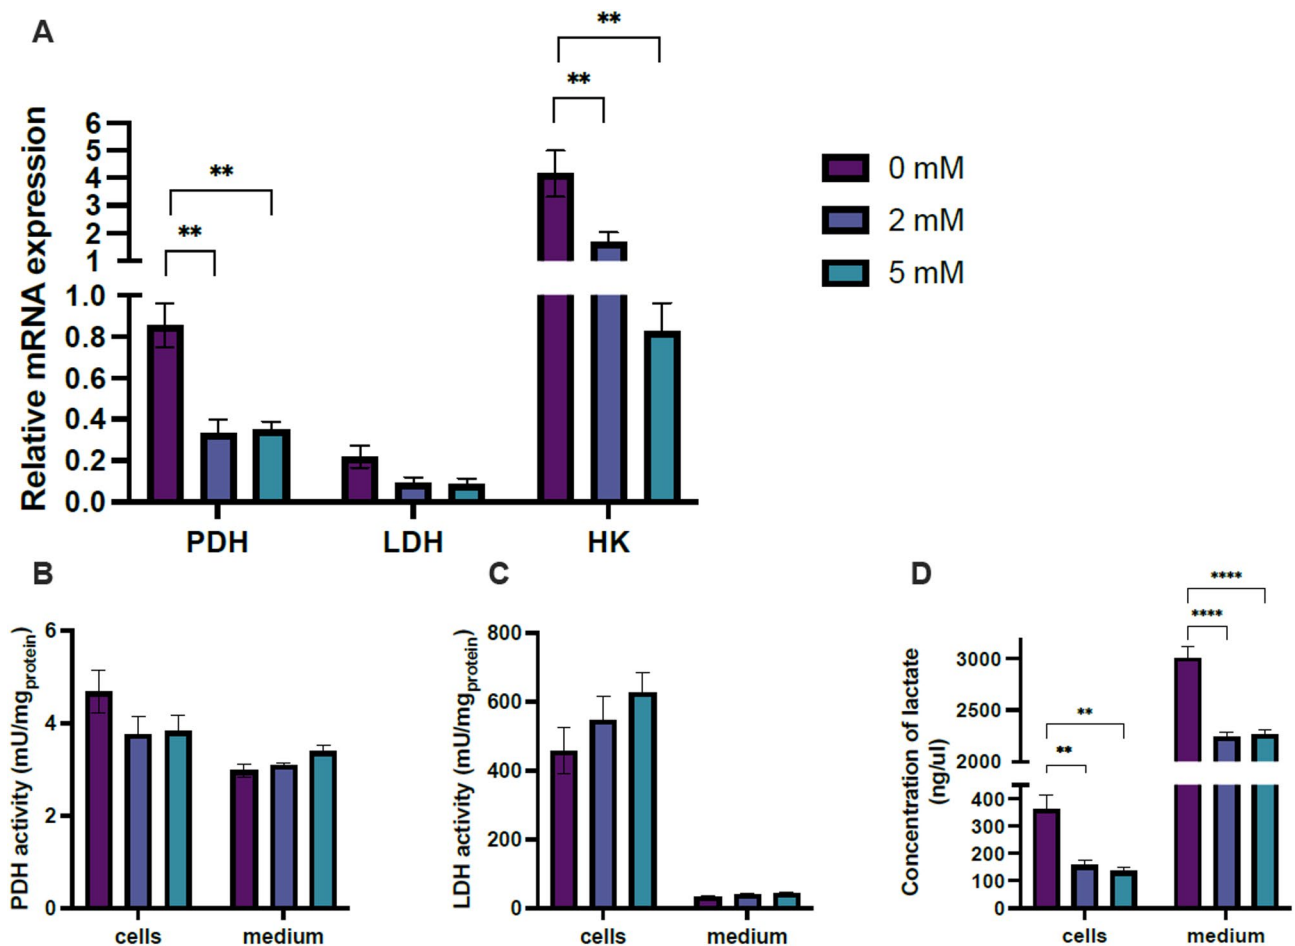 A
**
**
**
**
Relative mRNA expression
6
5
4
3
2
1
1.0
0.8
0.6
0.4
0.2
0.0
PDH LDH HK
0 mM
2 mM
5 mM
B
PDH activity (mU/mgprotein)
6
4
2
0
cells medium
C
LDH activity (mU/mgprotein)
800
600
400
200
0
cells medium
D
****
****
**
**
Concentration of lactate
(ng/ul)
3000
2500
2000
400
300
200
100
0
cells medium